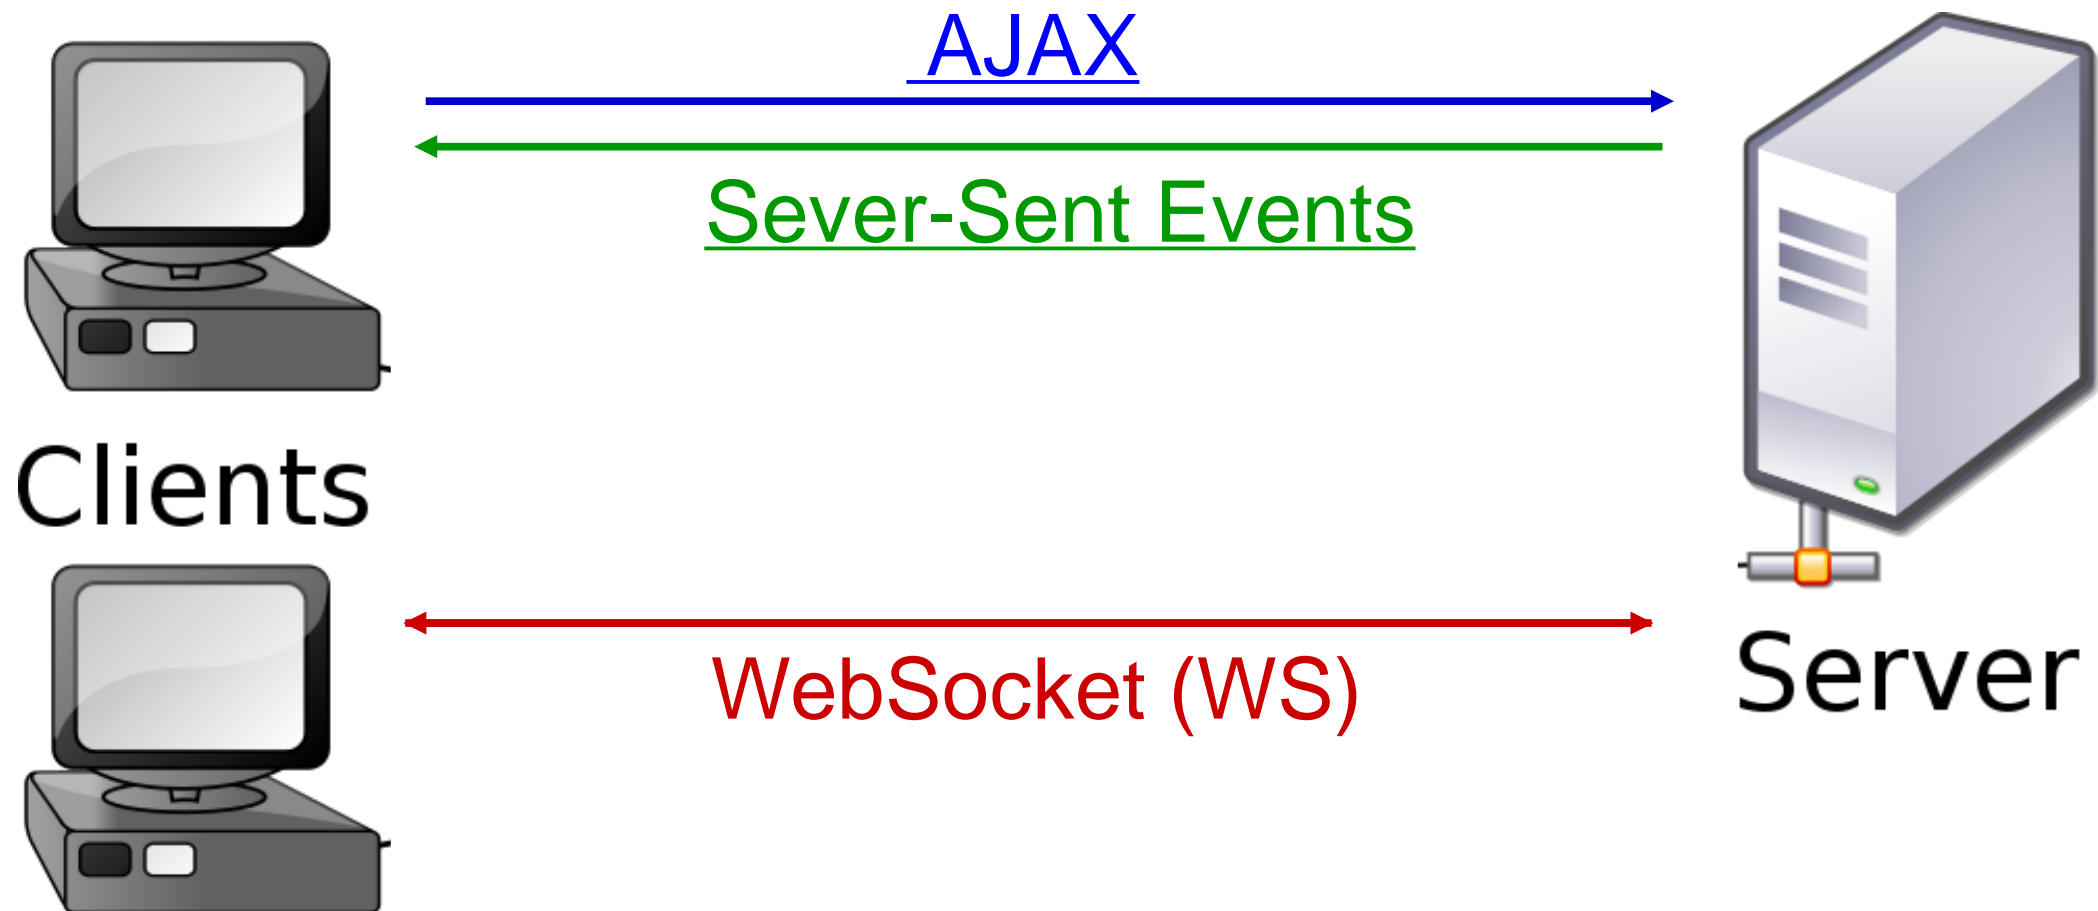 AJAX
Sever-Sent Events
Clients
WebSocket (WS)
Server